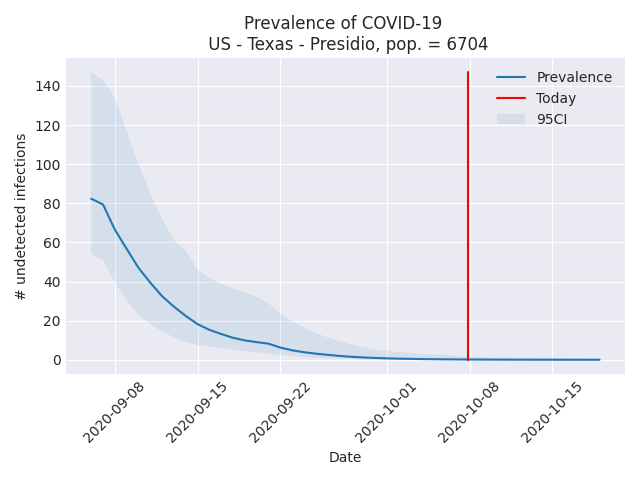 Prevalence of COVID-19
US - Texas - Presidio, pop. = 6704
Prevalence
Today
95CI
# undetected infections
140
120
100
80
60
40
20
0
2020-09-08
2020-09-15
2020-09-22
2020-10-01
2020-10-08
2020-10-15
Date